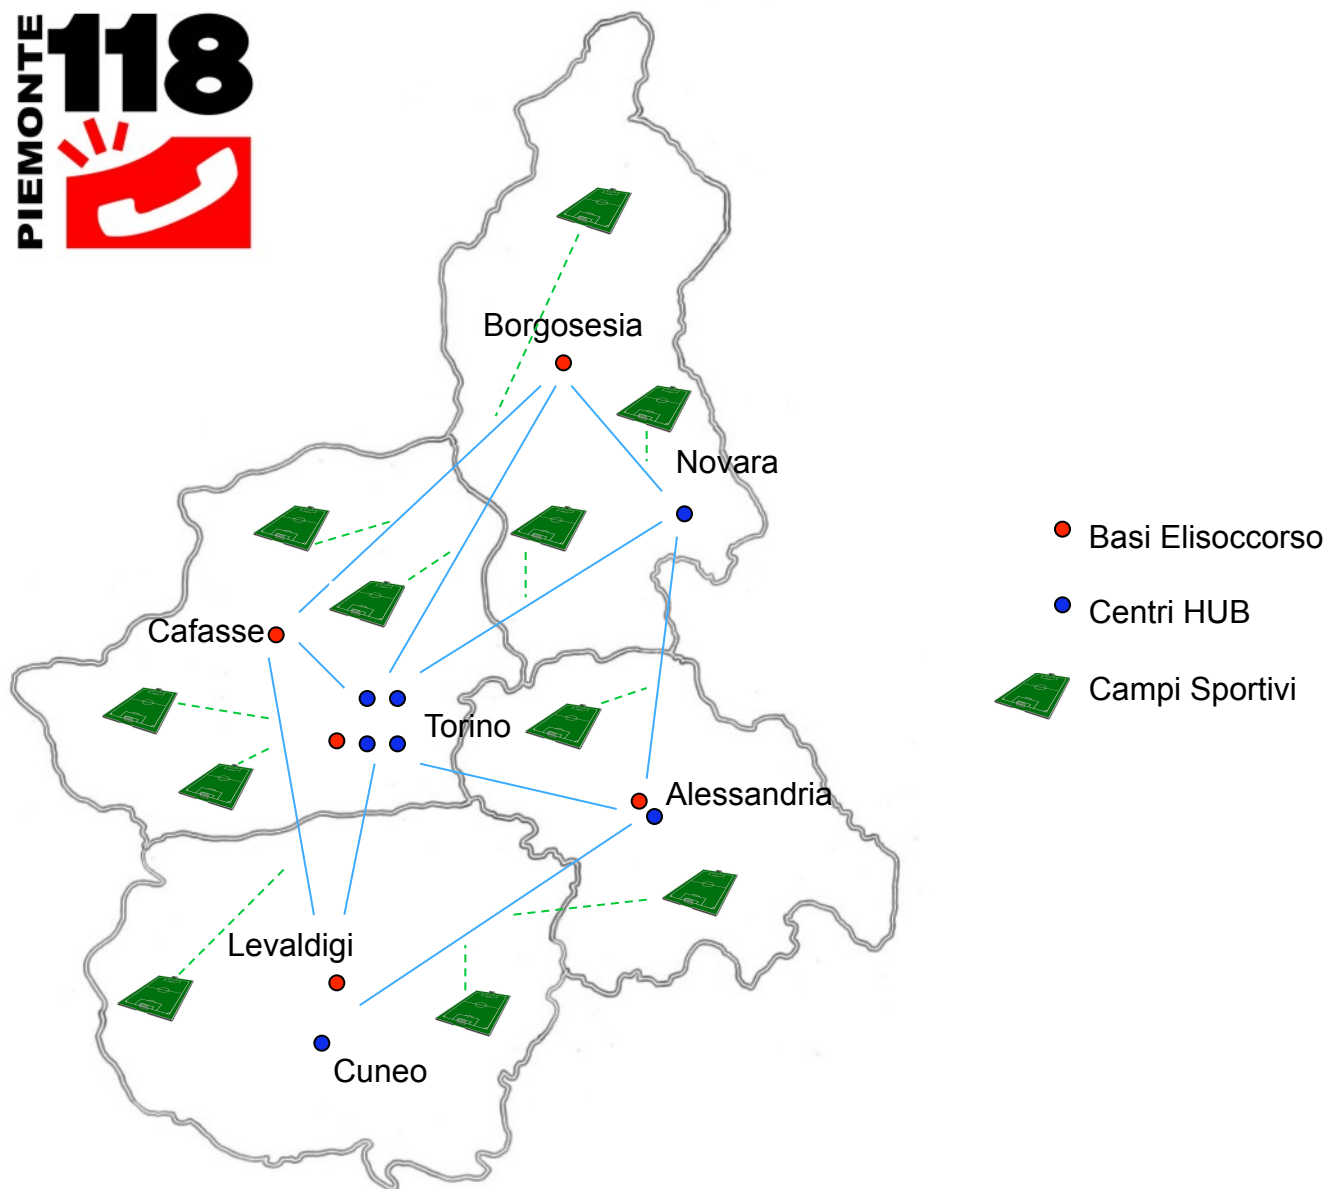 PIEMONTE
118
Borgosesia
Novara
Cafasse
Torino
Alessandria
Levaldigi
Cuneo
Basi Elisoccorso
Centri HUB
Campi Sportivi